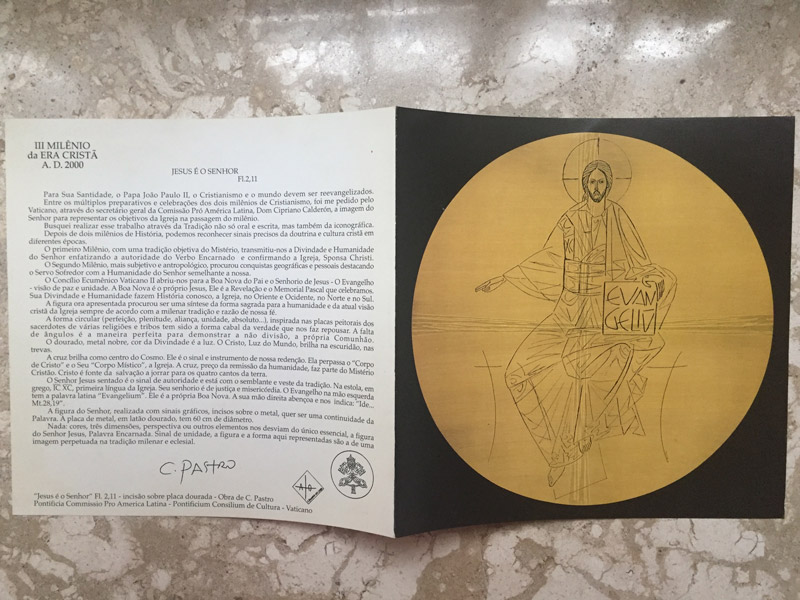 III MILÊNIO
da ERA CRISTÃ
A. D. 2000
JESUS É O SENHOR
Fl.2,11
Para Sua Santidade, o Papa João Paulo II, o Cristianismo e o mundo devem ser reevangelizados.
Entre os múltiplos preparativos e celebrações dos dois milênios de Cristianismo, foi me pedido pelo
Vaticano, através do secretário geral da Comissão Pró América Latina, Dom Cipriano Calderón, a imagem do
Senhor para representar os objetivos da Igreja na passagem do milênio.
Busquei realizar esse trabalho através da Tradição não só oral e escrita, mas também da iconográfica.
Depois de dois milênios de História, podemos reconhecer sinais precisos da doutrina e cultura cristã em
diferentes épocas.
O primeiro Milênio, com uma tradição objetiva do Mistério, transmitiu-nos a Divindade e Humanidade
do Senhor enfatizando a autoridade do Verbo Encarnado e confirmando a Igreja, Sponsa Christi.
O Segundo Milênio, mais subjetivo e antropológico, procurou conquistas geográficas e pessoais destacando
o Servo Sofredor com a Humanidade do Senhor semelhante a nossa.
O Concílio Ecumênico Vaticano II abriu-nos para a Boa Nova do Pai e o Senhorio de Jesus - O Evangelho
- visão de paz e unidade. A Boa Nova é o próprio Jesus, Ele é a Revelação e o Memorial Pascal que celebramos.
Sua Divindade e Humanidade fazem História conosco, a Igreja, no Oriente e Ocidente, no Norte e no Sul.
A figura ora apresentada procurou ser uma síntese da forma sagrada para a humanidade e da atual visão
cristã da Igreja sempre de acordo com a milenar tradição e razão de nossa fé.
A forma circular (perfeição, plenitude, aliança, unidade, absoluto...), inspirada nas placas peitorais dos
sacerdotes de várias religiões e tribos tem sido a forma cabal da verdade que nos faz repousar. A falta
de ângulos é a maneira perfeita para demonstrar a não divisão, a própria Comunhão.
O dourado, metal nobre, cor da Divindade é a luz. O Cristo, Luz do Mundo, brilha na escuridão, nas
trevas.
A cruz brilha como centro do Cosmo. Ele é o sinal e instrumento de nossa redenção. Ela perpassa o "Corpo
de Cristo" e o Seu "Corpo Místico", a Igreja. A cruz, preço da remissão da humanidade, faz parte do Mistério
Cristão. Cristo é fonte da salvação a jorrar para os quatro cantos da terra.
O Senhor Jesus sentado é o sinal de autoridade e está com o semblante e veste da tradição. Na estola, em
grego, IC XC, primeira língua da Igreja. Seu senhorio é de justiça e misericédia. O Evangelho na mão esquerda
tem a palavra latina "Evangelium". Ele é a própria Boa Nova. A sua mão direita abençoa e nos indica: "Ide...
Mt.28,19".
A figura do Senhor, realizada com sinais gráficos, incisos sobre o metal, quer ser uma continuidade da
Palavra. A placa de metal, em latão dourado, tem 60 cm de diâmetro.
Nada: cores, três dimensões, perspectiva ou outros elementos nos desviam do único essencial, a figura
do Senhor Jesus, Palavra Encarnada. Sinal de unidade, a figura e a forma aqui representadas são a de uma
imagem perpetuada na tradição milenar e eclesial.
C. PASTRO
"Jesus é o Senhor" Fl. 2,11 - incisão sobre placa dourada - Obra de C. Pastro
Pontificia Commissio Pro America Latina - Pontificium Consilium de Cultura - Vaticano
EVAN
GELIU